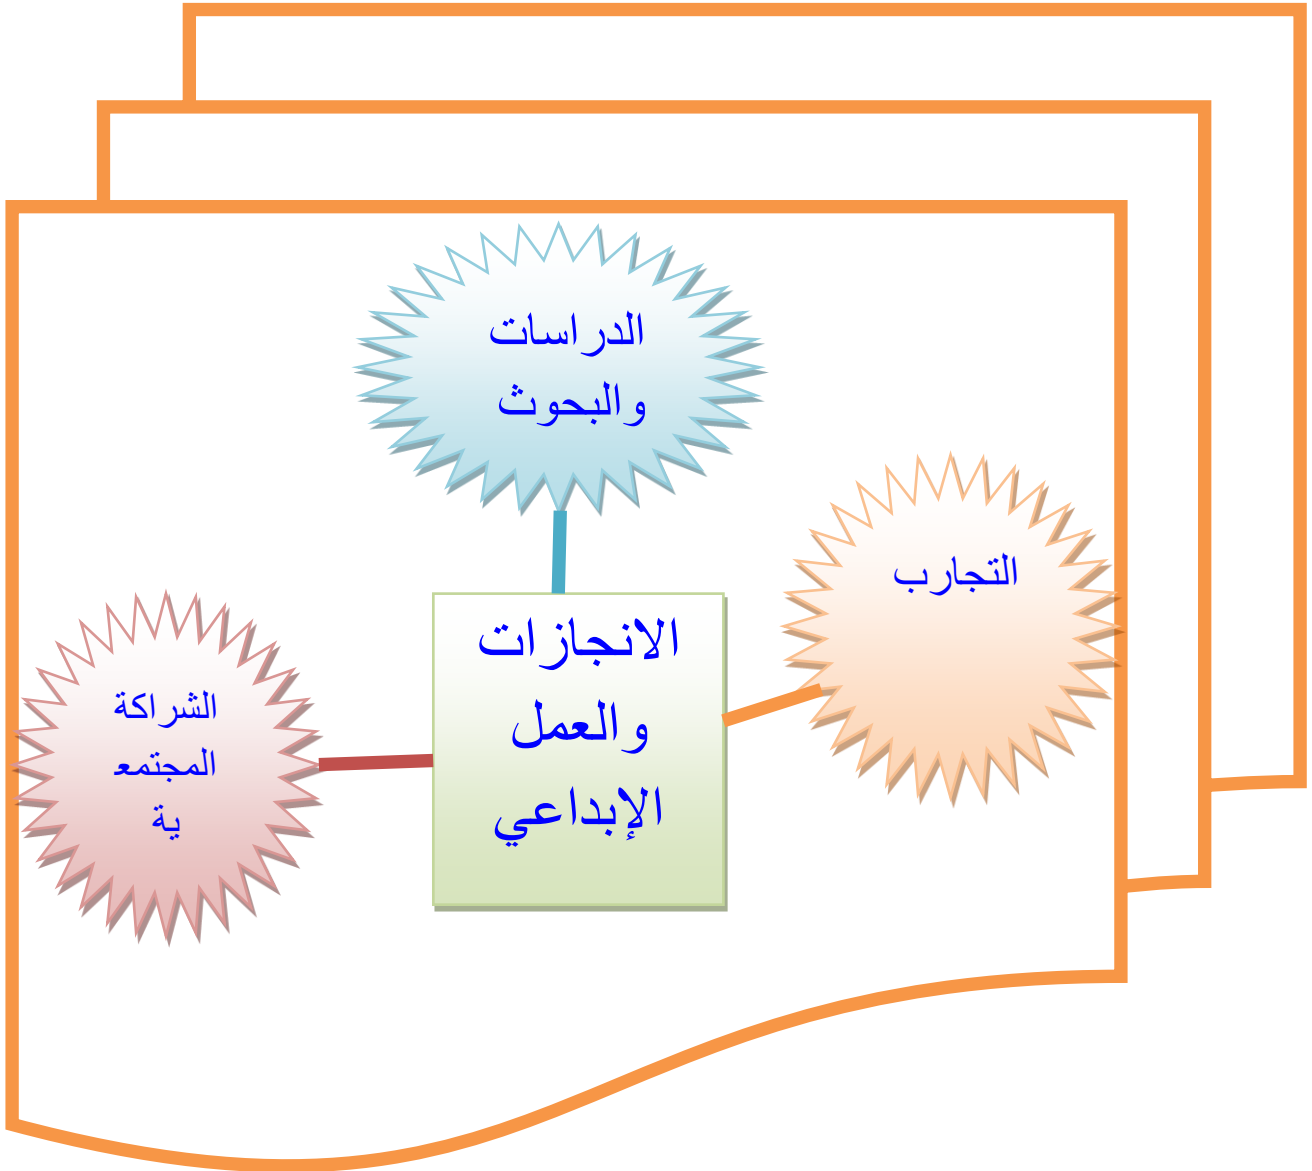 الدراسات
والبحوث
التجارب
الانجازات
والعمل
الإبداعي
الشراكة
المجتمع
ية